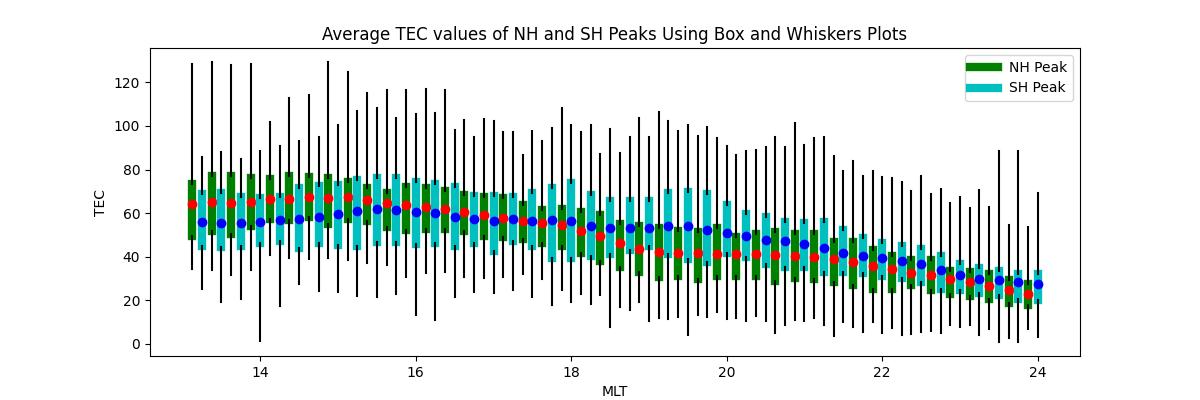 Average TEC values of NH and SH Peaks Using Box and Whiskers Plots
NH Peak
SH Peak
120
100
80
60
40
20
0
TEC
14 16 18 20 22 24
MLT